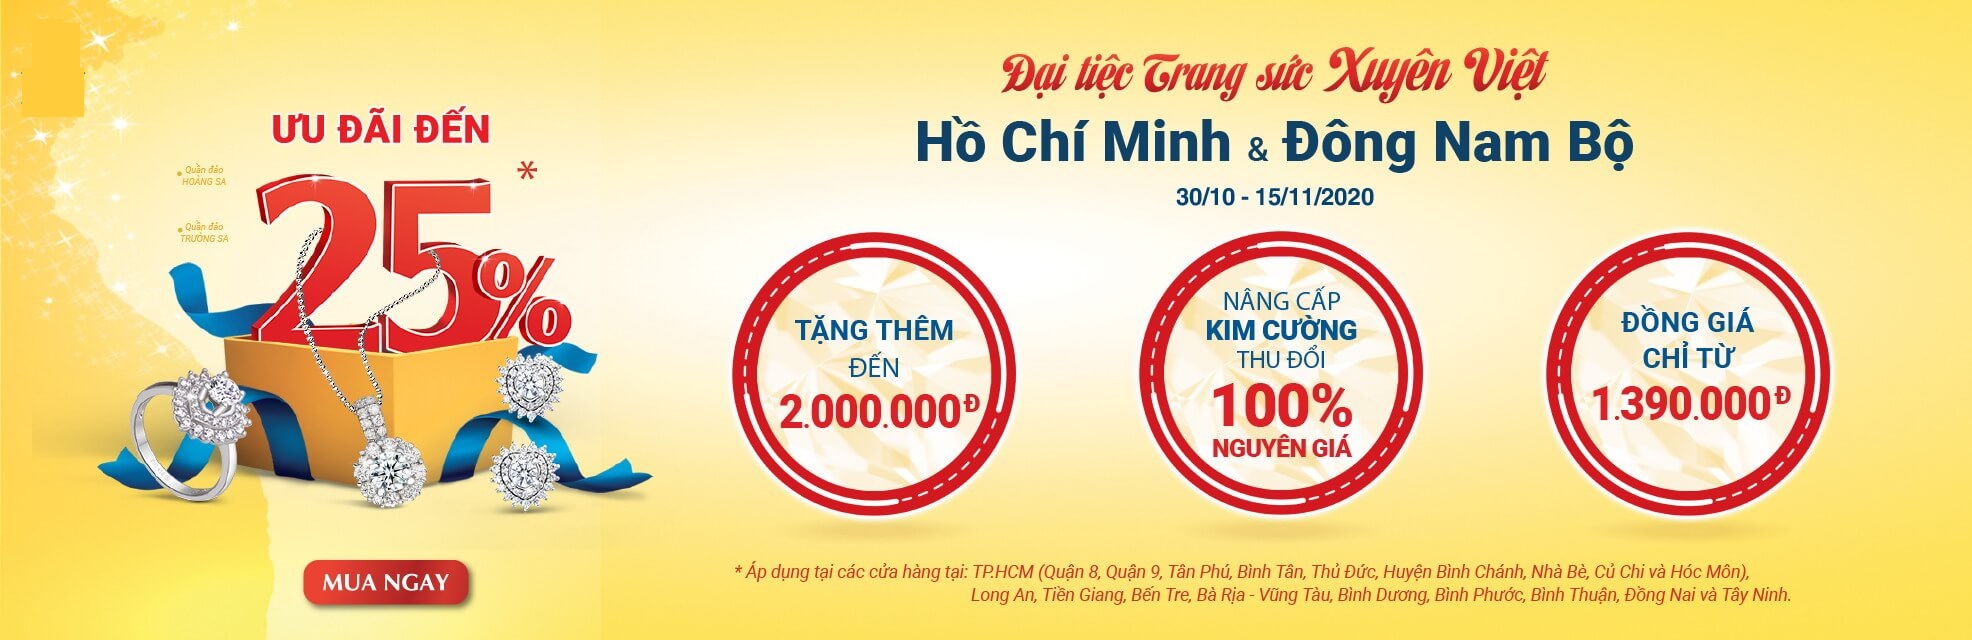 ƯU ĐÃI ĐẾN
25%*
Quần đảo
HOÀNG SA
Quần đảo
TRƯỜNG SA
MUA NGAY
Đại tiệc Trang sức Xuyên Việt
Hồ Chí Minh & Đông Nam Bộ
30/10 - 15/11/2020
TẶNG THÊM
ĐẾN
2.000.000Đ
NÂNG CẤP
KIM CƯỜNG
THU ĐỔI
100%
NGUYÊN GIÁ
ĐỒNG GIÁ
CHỈ TỪ
1.390.000Đ
* Áp dụng tại các cửa hàng tại: TP.HCM (Quận 8, Quận 9, Tân Phú, Bình Tân, Thủ Đức, Huyện Bình Chánh, Nhà Bè, Củ Chi và Hóc Môn),
Long An, Tiền Giang, Bến Tre, Bà Rịa - Vũng Tàu, Bình Dương, Bình Phước, Bình Thuận, Đồng Nai và Tây Ninh.